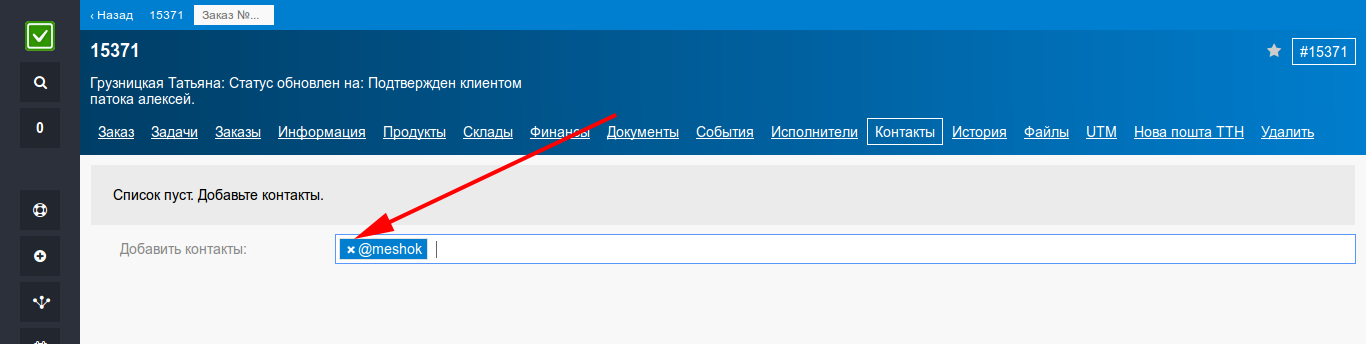 ‹ Назад 15371 Заказ №...
15371
#15371
Грузницкая Татьяна: Статус обновлен на: Подтвержден клиентом
патока алексей.
0
Заказ Задачи Заказы Информация Продукты Склады Финансы Документы События Исполнители Контакты История Файлы UTM Нова пошта ТТН Удалить
Список пуст. Добавьте контакты.
Добавить контакты: × @meshok